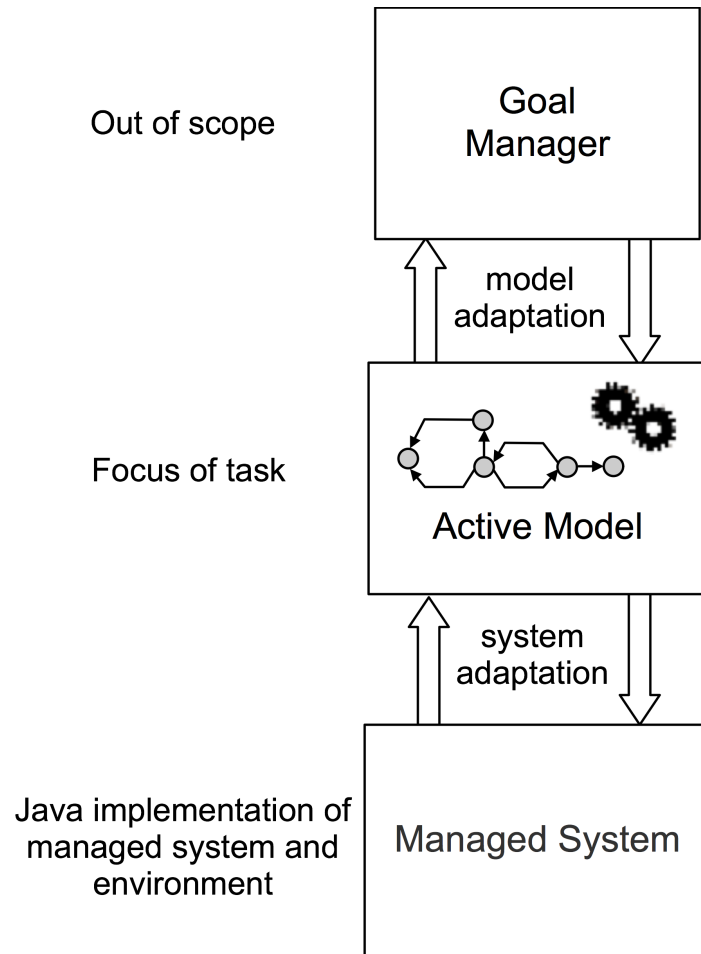 Out of scope
Goal
Manager
model
adaptation
Focus of task
Active Model
system
adaptation
Java implementation of
managed system and
environment
Managed System